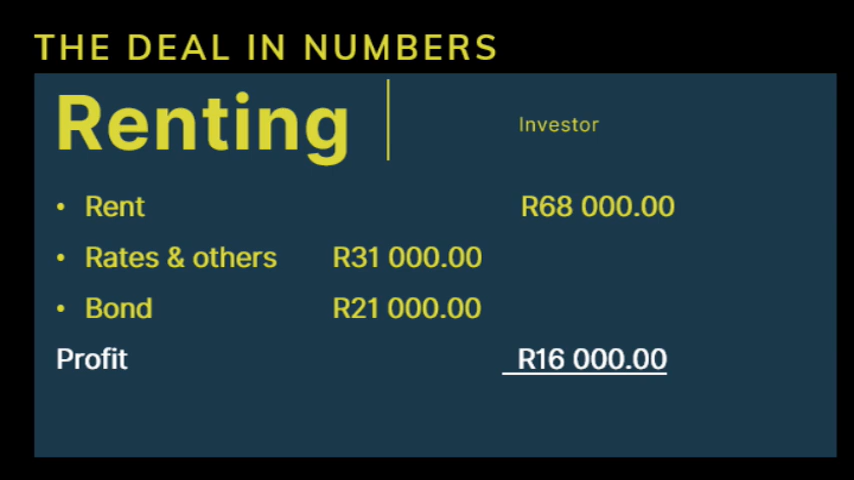 THE DEAL IN NUMBERS
Renting
Investor
• Rent R68 000.00
• Rates & others R31 000.00
• Bond R21 000.00
Profit R16 000.00